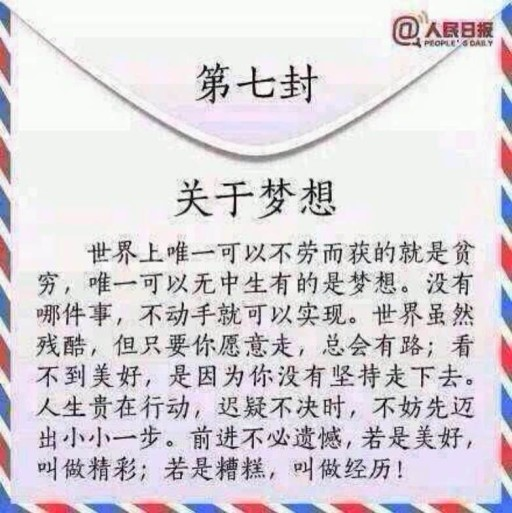 @人民日报
PEOPLE'S DAILY
第七封
关于梦想
世界上唯一可以不劳而获的就是贫
穷，唯一可以无中生有的是梦想。没有
哪件事，不动手就可以实现。世界虽然
残酷，但只要你愿意走，总会有路；看
不到美好，是因为你没有坚持走下去。
人生贵在行动，迟疑不决时，不妨先迈
出小小一步。前进不必遗憾，若是美好，
叫做精彩；若是糟糕，叫做经历！